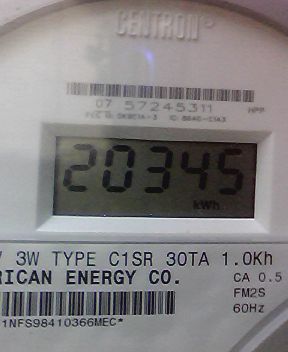 CENTRON
07 57245311 HPP
20345
kWh
V 3W TYPE C1SR 30TA 1.0Kh
RICAN ENERGY CO. CA 0.5
FM2S
1NFS98410366MEC* 60Hz